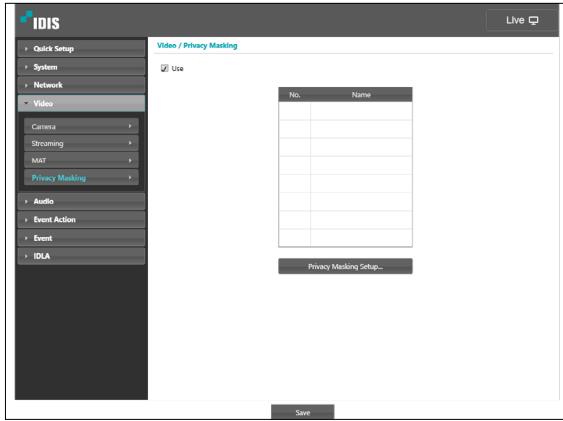 IDIS
Live
Quick Setup
System
Network
Video
Camera
Streaming
MAT
Privacy Masking
Audio
Event Action
Event
IDLA
Video / Privacy Masking
Use
No. Name
Privacy Masking Setup...
Save